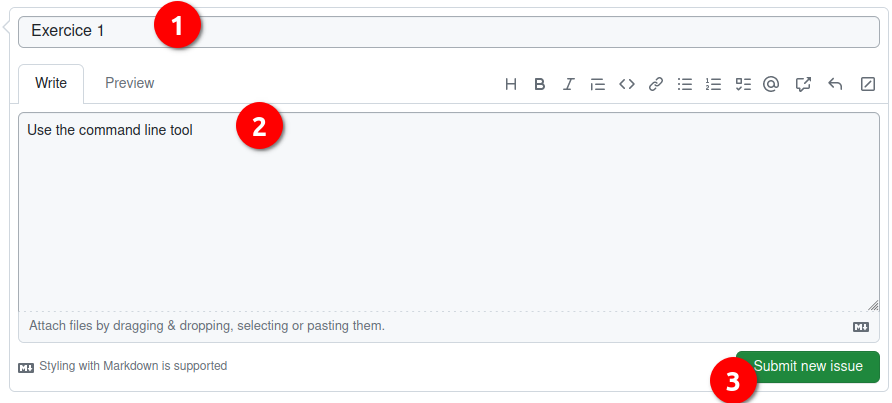 Exercice 1
1
Write Preview
Use the command line tool
2
Attach files by dragging & dropping, selecting or pasting them.
Styling with Markdown is supported
Submit new issue
3